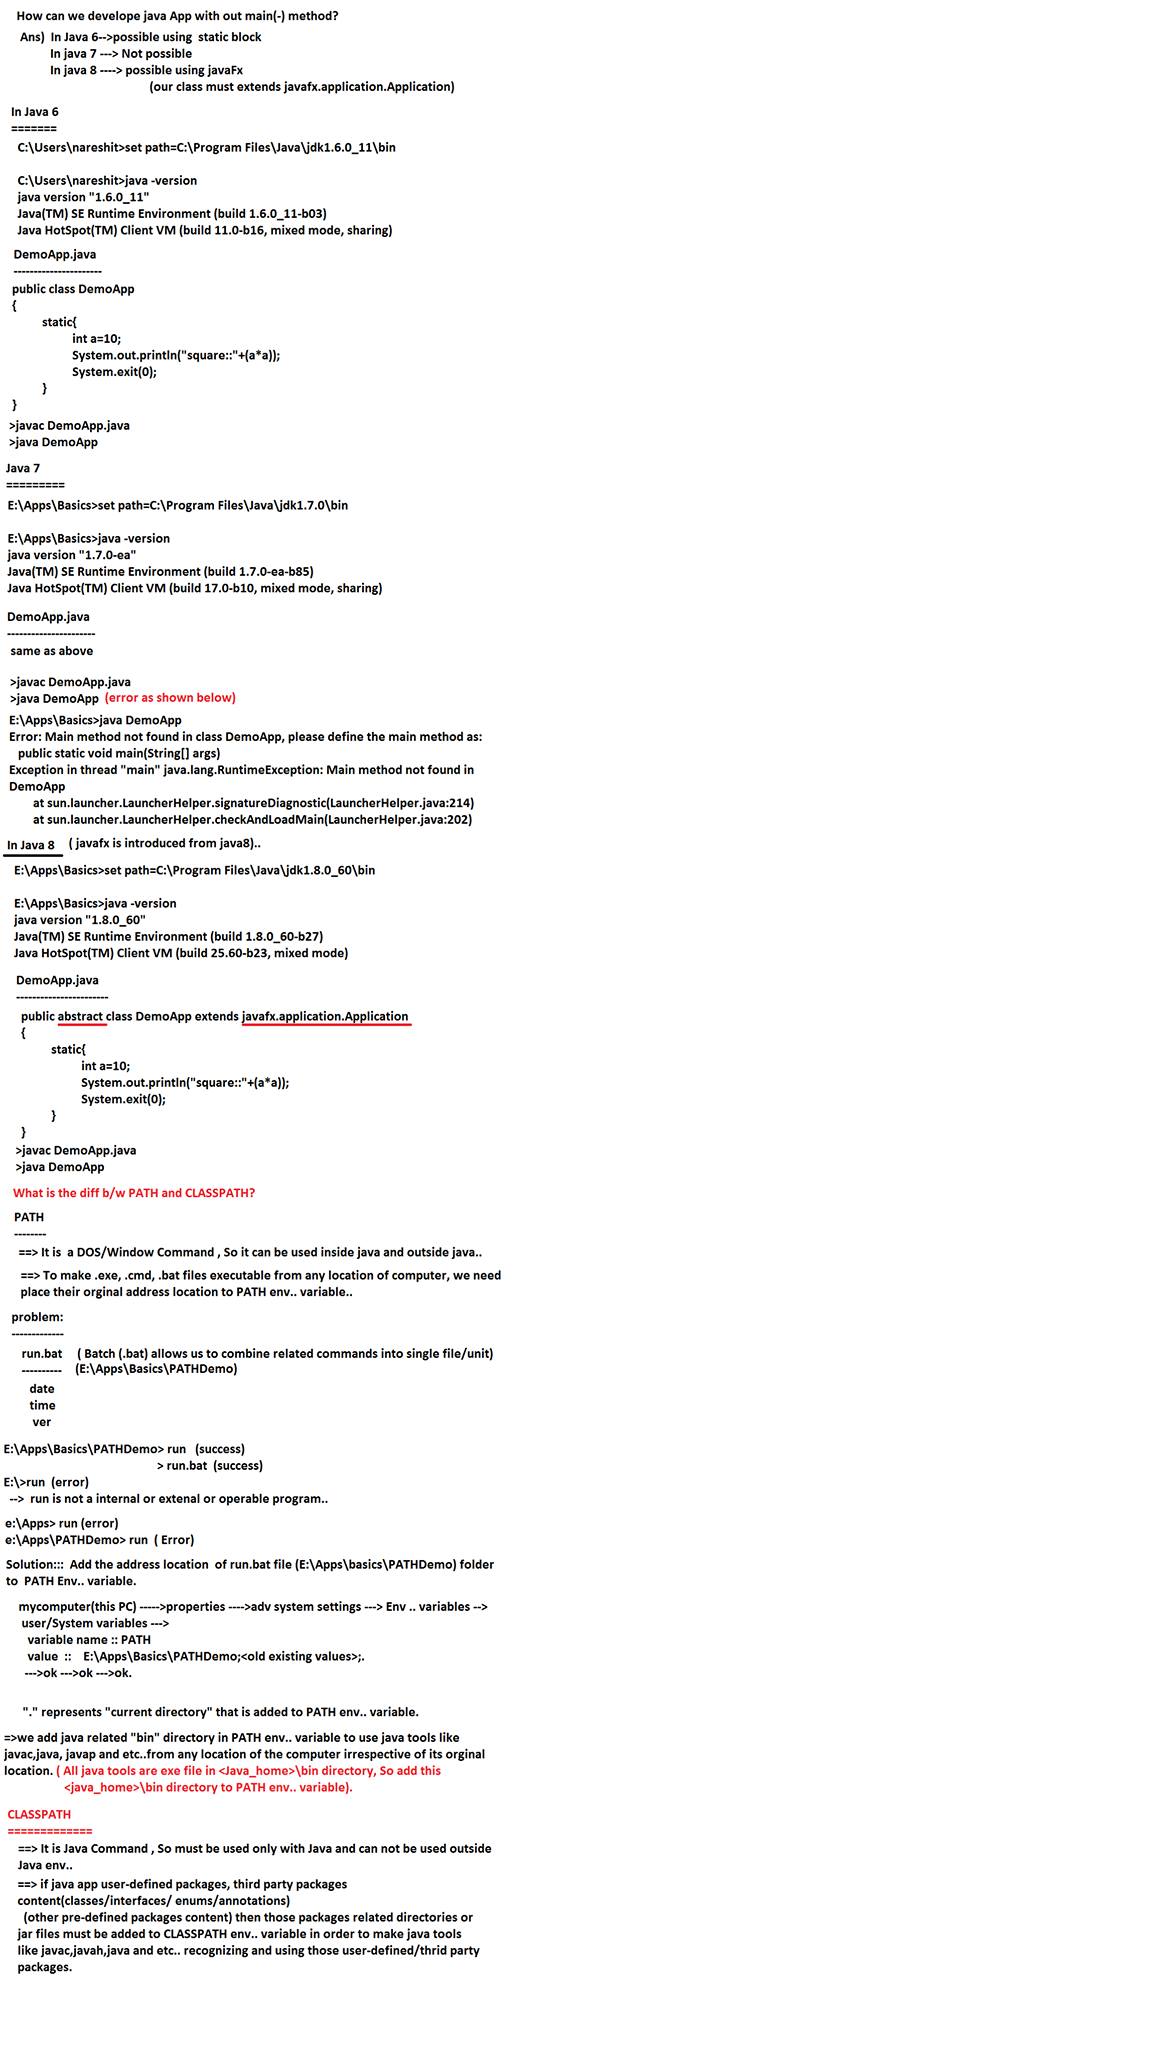 How can we develope java App with out main(-) method?
Ans)  In Java 6-->possible using  static block
In java 7 ---> Not possible
In java 8 ----> possible using javaFx
(our class must extends javafx.application.Application)
In Java 6
=======
C:\Users\nareshit>set path=C:\Program Files\Java\jdk1.6.0_11\bin
C:\Users\nareshit>java -version
java version "1.6.0_11"
Java(TM) SE Runtime Environment (build 1.6.0_11-b03)
Java HotSpot(TM) Client VM (build 11.0-b16, mixed mode, sharing)
DemoApp.java
----------------------
public class DemoApp
{
static{
int a=10;
System.out.println("square::"+(a*a));
System.exit(0);
}
}
>javac DemoApp.java
>java DemoApp
Java 7
=========
E:\Apps\Basics>set path=C:\Program Files\Java\jdk1.7.0\bin
E:\Apps\Basics>java -version
java version "1.7.0-ea"
Java(TM) SE Runtime Environment (build 1.7.0-ea-b85)
Java HotSpot(TM) Client VM (build 17.0-b10, mixed mode, sharing)
DemoApp.java
----------------------
same as above
>javac DemoApp.java
>java DemoApp  (error as shown below)
E:\Apps\Basics>java DemoApp
Error: Main method not found in class DemoApp, please define the main method as:
public static void main(String[] args)
Exception in thread "main" java.lang.RuntimeException: Main method not found in
DemoApp
at sun.launcher.LauncherHelper.signatureDiagnostic(LauncherHelper.java:214)
at sun.launcher.LauncherHelper.checkAndLoadMain(LauncherHelper.java:202)
In Java 8   ( javafx is introduced from java8)..
E:\Apps\Basics>set path=C:\Program Files\Java\jdk1.8.0_60\bin
E:\Apps\Basics>java -version
java version "1.8.0_60"
Java(TM) SE Runtime Environment (build 1.8.0_60-b27)
Java HotSpot(TM) Client VM (build 25.60-b23, mixed mode)
DemoApp.java
-----------------------
public abstract class DemoApp extends javafx.application.Application
{
static{
int a=10;
System.out.println("square::"+(a*a));
System.exit(0);
}
}
>javac DemoApp.java
>java DemoApp
What is the diff b/w PATH and CLASSPATH?
PATH
--------
==> It is  a DOS/Window Command , So it can be used inside java and outside java..
==> To make .exe, .cmd, .bat files executable from any location of computer, we need
place their orginal address location to PATH env.. variable..
problem:
-------------
run.bat    ( Batch (.bat) allows us to combine related commands into single file/unit)
----------   (E:\Apps\Basics\PATHDemo)
date
time
ver
E:\Apps\Basics\PATHDemo> run   (success)
> run.bat  (success)
E:\>run  (error)
-->  run is not a internal or extenal or operable program..
e:\Apps> run (error)
e:\Apps\PATHDemo> run  ( Error)
Solution:::  Add the address location  of run.bat file (E:\Apps\basics\PATHDemo) folder
to  PATH Env.. variable.
mycomputer(this PC) ----->properties ---->adv system settings ---> Env .. variables -->
user/System variables --->
variable name :: PATH
value  ::   E:\Apps\Basics\PATHDemo;<old existing values>;.
--->ok --->ok --->ok.
"." represents "current directory" that is added to PATH env.. variable.
=>we add java related "bin" directory in PATH env.. variable to use java tools like
javac,java, javap and etc..from any location of the computer irrespective of its orginal
location. ( All java tools are exe file in <Java_home>\bin directory, So add this
<java_home>\bin directory to PATH env.. variable).
CLASSPATH
=============
==> It is Java Command , So must be used only with Java and can not be used outside
Java env..
==> if java app user-defined packages, third party packages
content(classes/interfaces/ enums/annotations)
(other pre-defined packages content) then those packages related directories or
jar files must be added to CLASSPATH env.. variable in order to make java tools
like javac,javah,java and etc.. recognizing and using those user-defined/thrid party
packages.